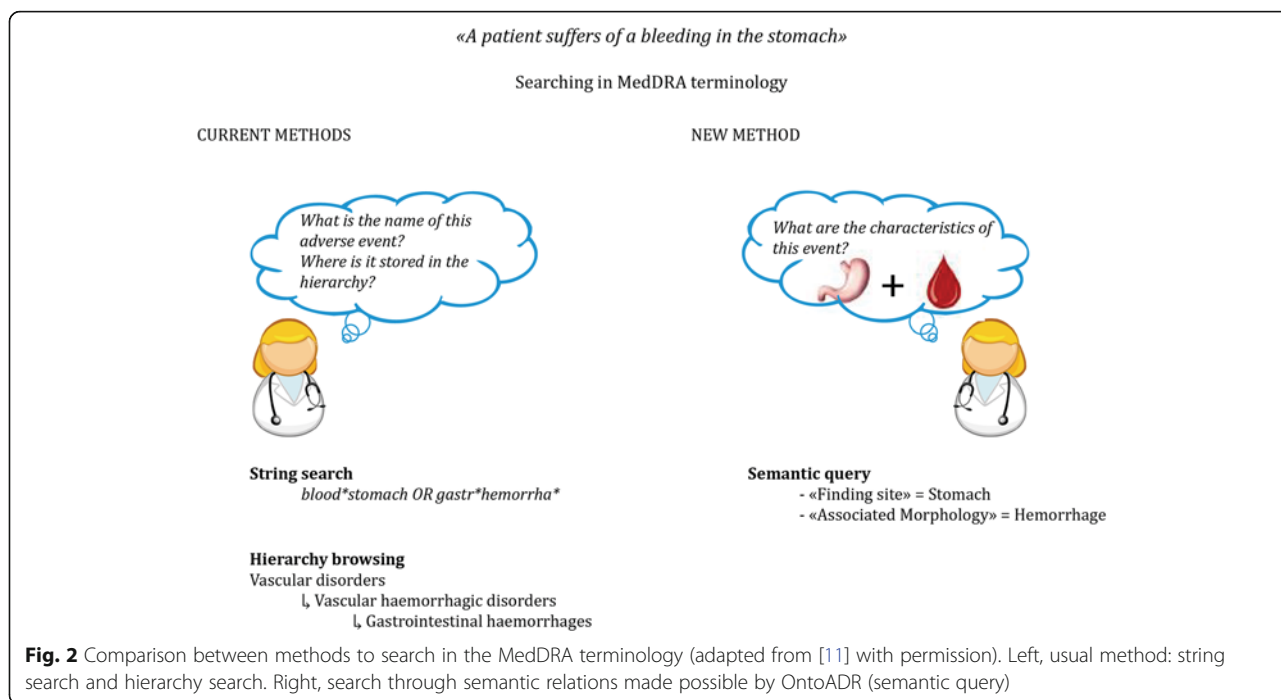 «A patient suffers of a bleeding in the stomach»
Searching in MedDRA terminology
CURRENT METHODS
What is the name of this
adverse event?
Where is it stored in the
hierarchy?
String search
blood*stomach OR gastr*hemorrha*
Hierarchy browsing
Vascular disorders
↳ Vascular haemorrhagic disorders
↳ Gastrointestinal haemorrhages
NEW METHOD
What are the characteristics of
this event?
+
Semantic query
- «Finding site» = Stomach
- «Associated Morphology» = Hemorrhage
Fig. 2 Comparison between methods to search in the MedDRA terminology (adapted from [11] with permission). Left, usual method: string
search and hierarchy search. Right, search through semantic relations made possible by OntoADR (semantic query)